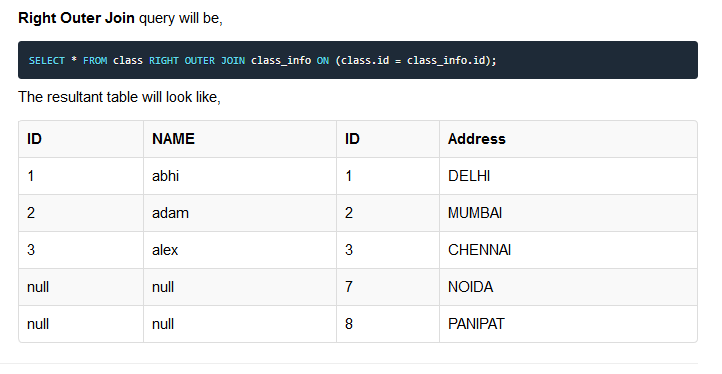 Right Outer Join query will be,
SELECT * FROM class RIGHT OUTER JOIN class_info ON (class.id = class_info.id);
The resultant table will look like,
ID NAME ID Address
1 abhi 1 DELHI
2 adam 2 MUMBAI
3 alex 3 CHENNAI
null null 7 NOIDA
null null 8 PANIPAT